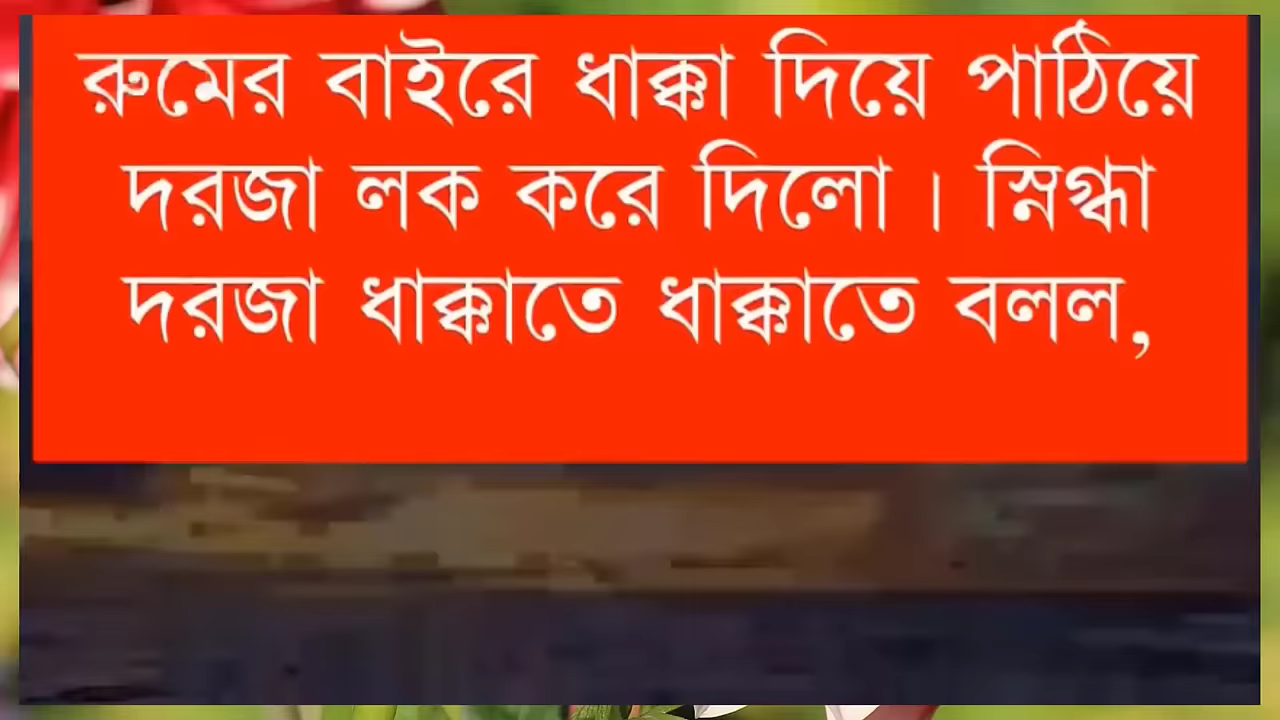 রুমের বাইরে ধাক্কা দিয়ে পাঠিয়ে
দরজা লক করে দিলো। স্নিগ্ধা
দরজা ধাক্কাতে ধাক্কাতে বলল,